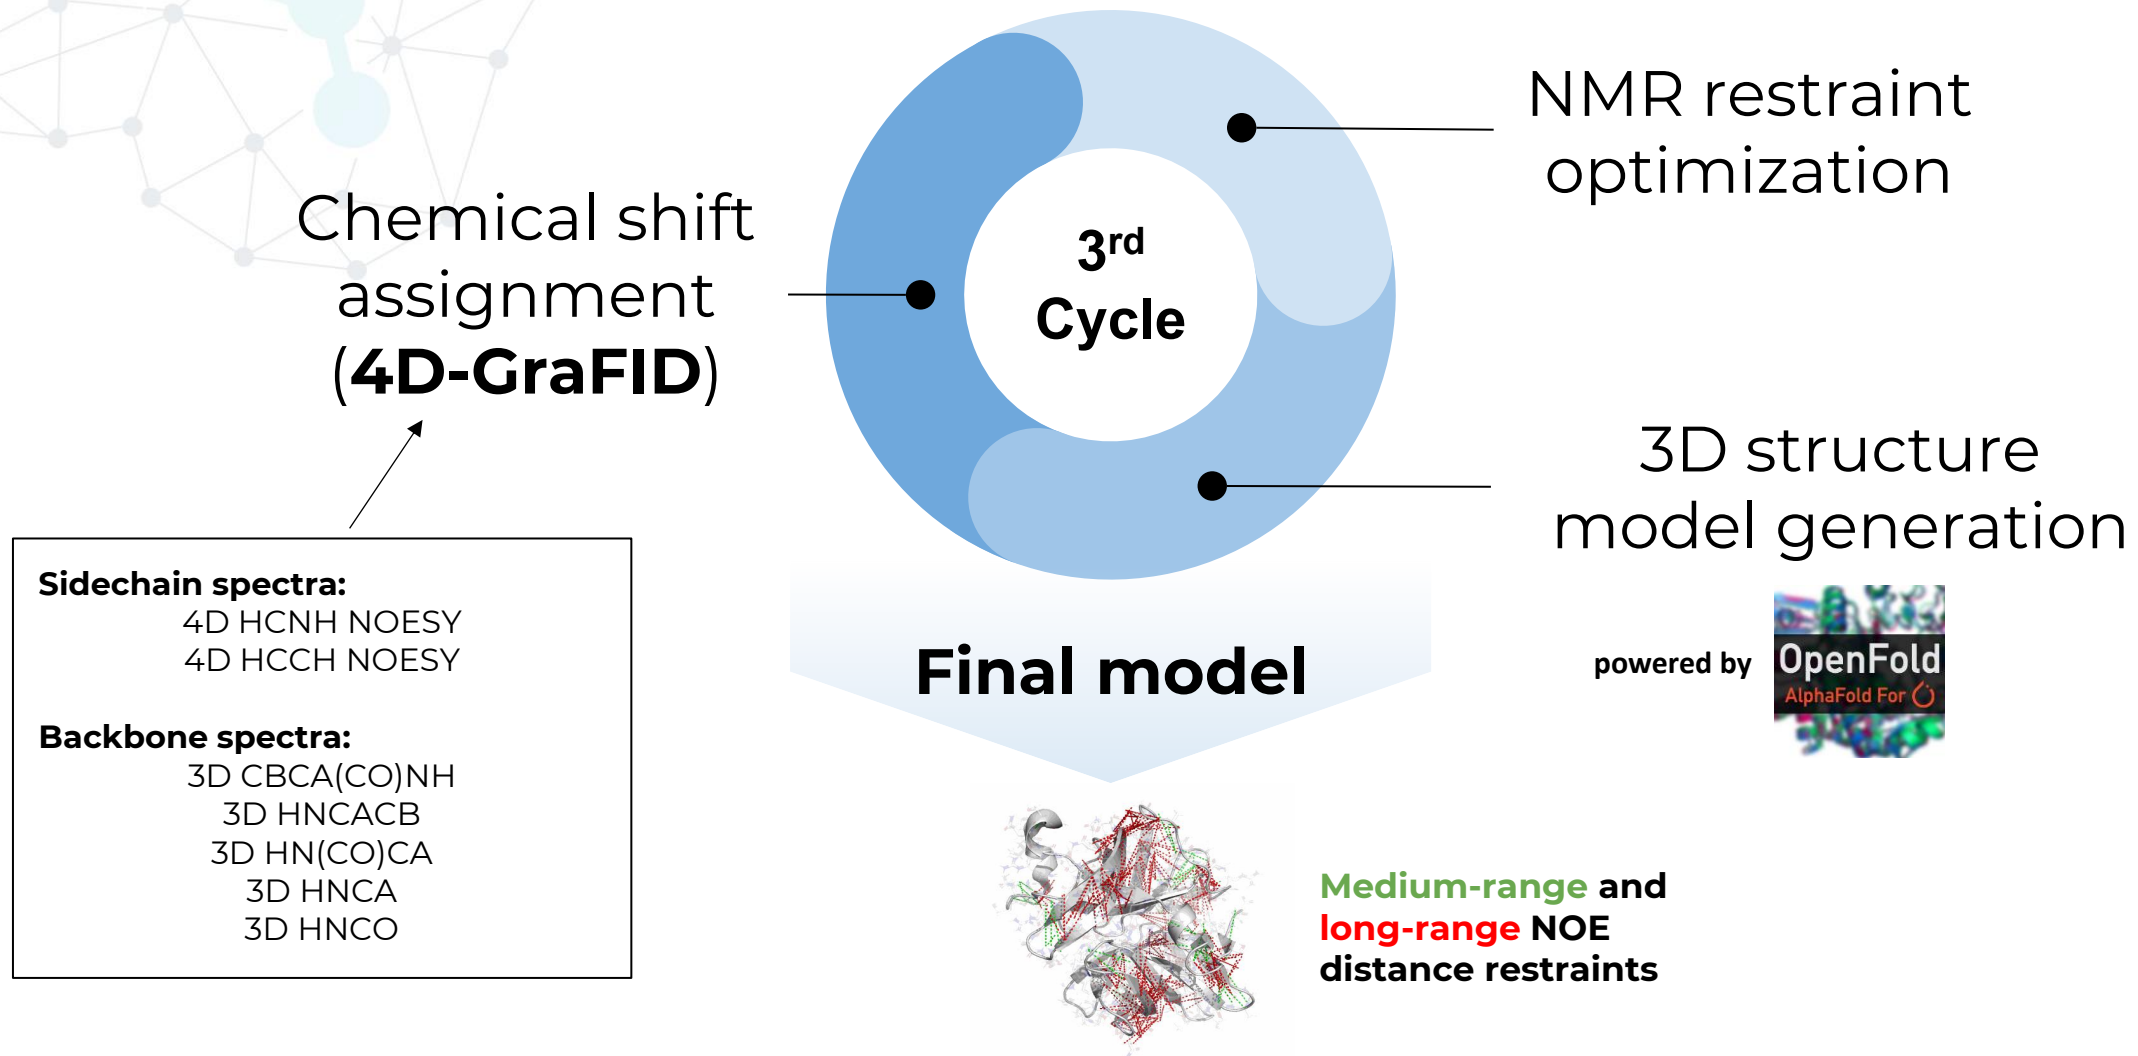 NMR restraint
optimization
Chemical shift
assignment
(4D-GraFID)
3rd
Cycle
3D structure
model generation
powered by
OpenFold
AlphaFold For
Sidechain spectra:
4D HCNH NOESY
4D HCCH NOESY
Backbone spectra:
3D CBCA(CO)NH
3D HNCACB
3D HN(CO)CA
3D HNCA
3D HNCO
Final model
Medium-range and
long-range NOE
distance restraints